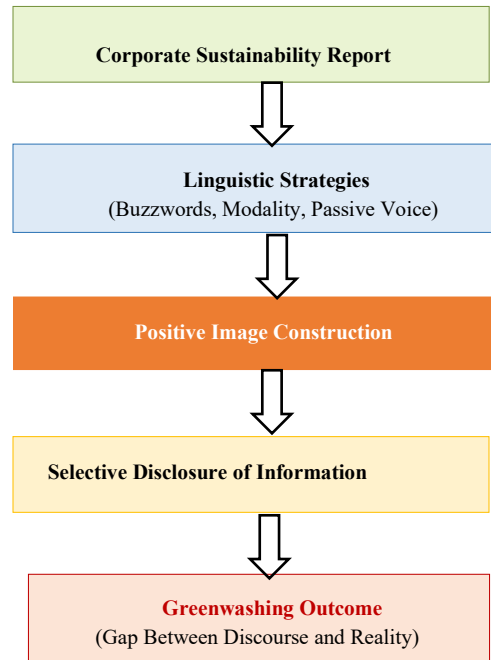 Corporate Sustainability Report
Linguistic Strategies
(Buzzwords, Modality, Passive Voice)
Positive Image Construction
Selective Disclosure of Information
Greenwashing Outcome
(Gap Between Discourse and Reality)